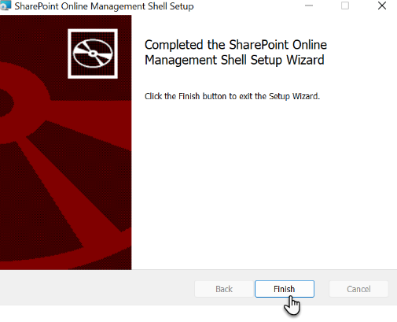 SharePoint Online Management Shell Setup
Completed the SharePoint Online
Management Shell Setup Wizard
Click the Finish button to exit the Setup Wizard.
Back
Finish
Cancel